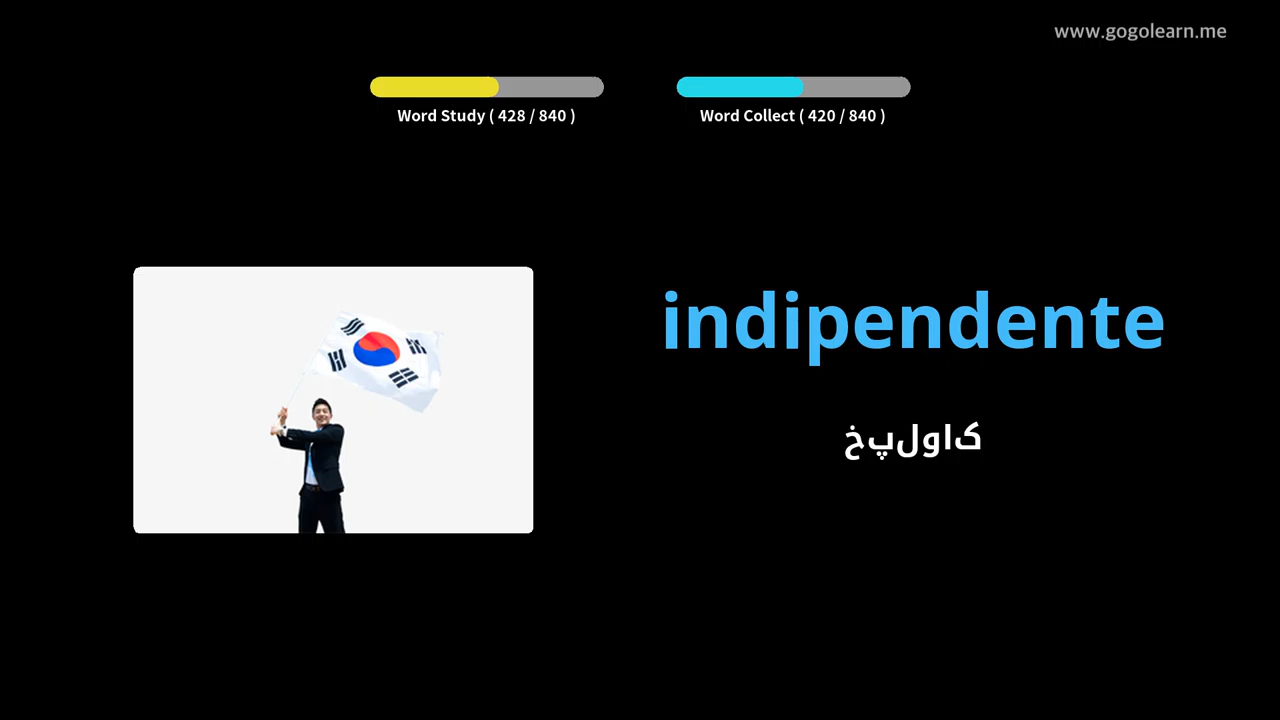 www.gogolearn.me
Word Study ( 428 / 840 )
Word Collect ( 420 / 840 )
indipendente
کاولپخ